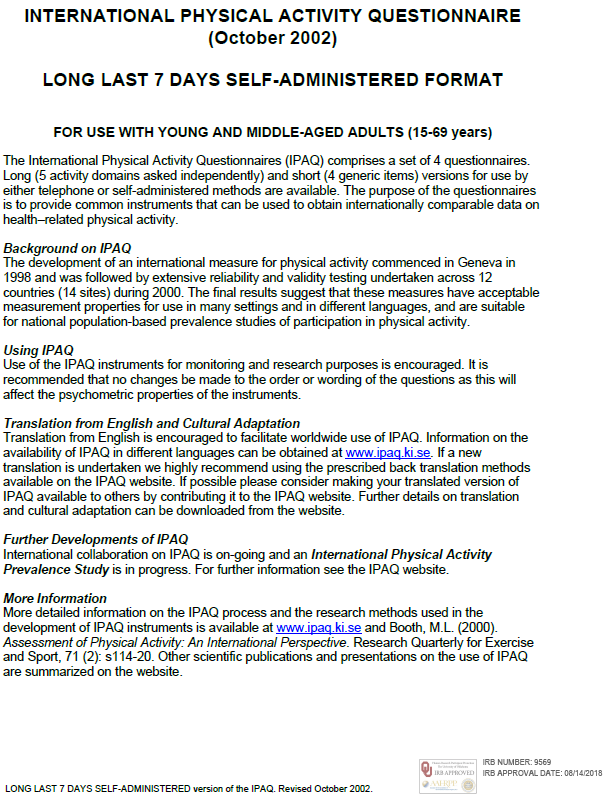 INTERNATIONAL PHYSICAL ACTIVITY QUESTIONNAIRE
(October 2002)
LONG LAST 7 DAYS SELF-ADMINISTERED FORMAT
FOR USE WITH YOUNG AND MIDDLE-AGED ADULTS (15-69 years)
The International Physical Activity Questionnaires (IPAQ) comprises a set of 4 questionnaires.
Long (5 activity domains asked independently) and short (4 generic items) versions for use by
either telephone or self-administered methods are available. The purpose of the questionnaires
is to provide common instruments that can be used to obtain internationally comparable data on
health–related physical activity.
Background on IPAQ
The development of an international measure for physical activity commenced in Geneva in
1998 and was followed by extensive reliability and validity testing undertaken across 12
countries (14 sites) during 2000. The final results suggest that these measures have acceptable
measurement properties for use in many settings and in different languages, and are suitable
for national population-based prevalence studies of participation in physical activity.
Using IPAQ
Use of the IPAQ instruments for monitoring and research purposes is encouraged. It is
recommended that no changes be made to the order or wording of the questions as this will
affect the psychometric properties of the instruments.
Translation from English and Cultural Adaptation
Translation from English is encouraged to facilitate worldwide use of IPAQ. Information on the
availability of IPAQ in different languages can be obtained at www.ipaq.ki.se. If a new
translation is undertaken we highly recommend using the prescribed back translation methods
available on the IPAQ website. If possible please consider making your translated version of
IPAQ available to others by contributing it to the IPAQ website. Further details on translation
and cultural adaptation can be downloaded from the website.
Further Developments of IPAQ
International collaboration on IPAQ is on-going and an International Physical Activity
Prevalence Study is in progress. For further information see the IPAQ website.
More Information
More detailed information on the IPAQ process and the research methods used in the
development of IPAQ instruments is available at www.ipaq.ki.se and Booth, M.L. (2000).
Assessment of Physical Activity: An International Perspective. Research Quarterly for Exercise
and Sport, 71 (2): s114-20. Other scientific publications and presentations on the use of IPAQ
are summarized on the website.
IRB APPROVED
AAHRPP
IRB NUMBER: 9569
IRB APPROVAL DATE: 08/14/2018
LONG LAST 7 DAYS SELF-ADMINISTERED version of the IPAQ. Revised October 2002.